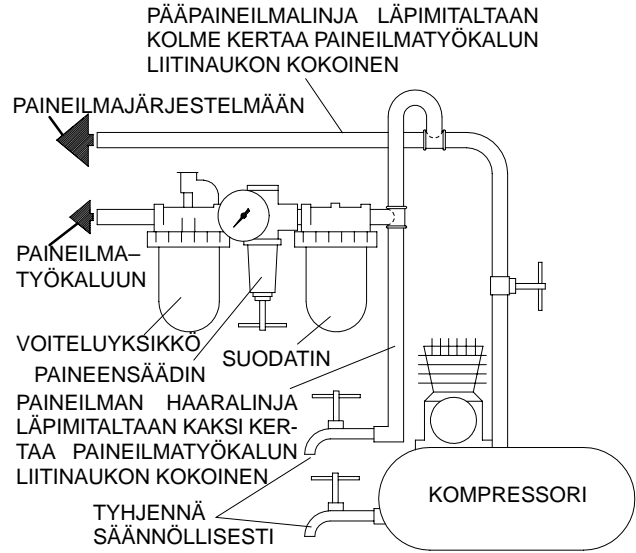 PÄÄPAINEILMALINJA LÄPIMITALTAAN
KOLME KERTAA PAINEILMATYÖKALUN
LIITINAUKON KOKOINEN
PAINEILMAJÄRJESTELMÄÄN
PAINEILMA–
TYÖKALUUN
VOITELUYKSIKKÖ
SUODATIN
PAINEENSÄÄDIN
PAINEILMAN HAARALINJA
LÄPIMITALTAAN KAKSI KER-
TAA PAINEILMATYÖKALUN
LIITINAUKON KOKOINEN
KOMPRESSORI
TYHJENNÄ
SÄÄNNÖLLISESTI